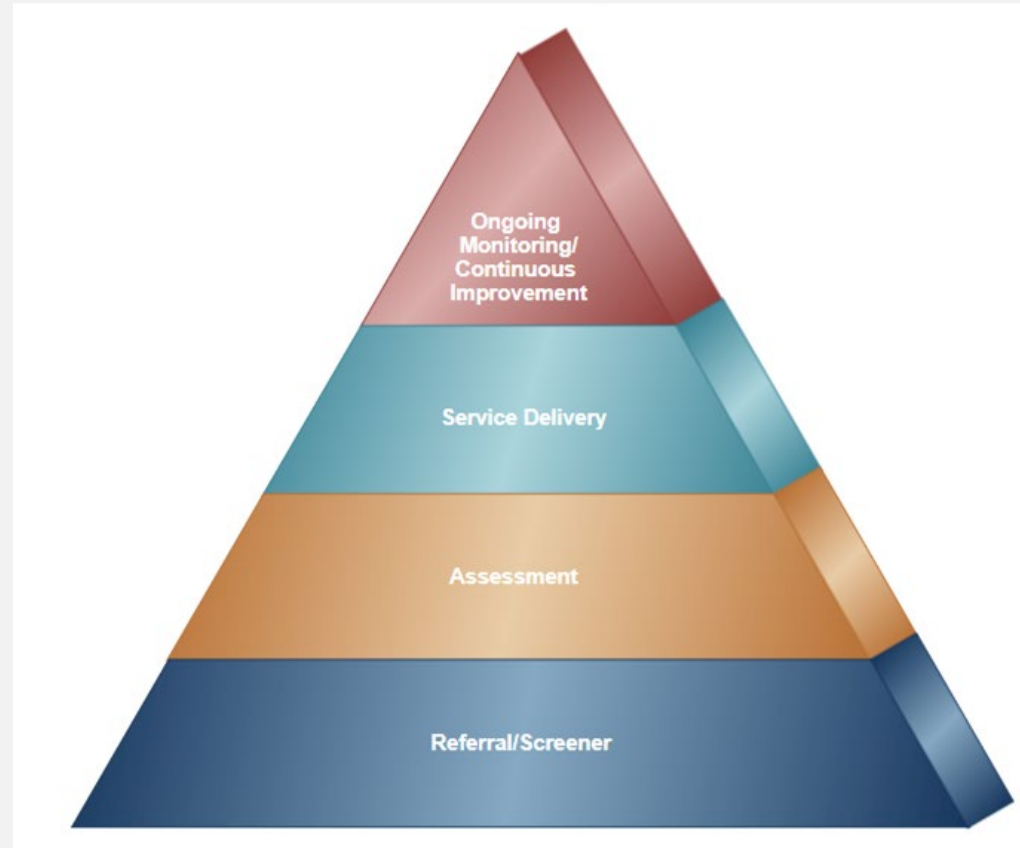 Ongoing
Monitoring/
Continuous
Improvement
Service Delivery
Assessment
Referral/Screener